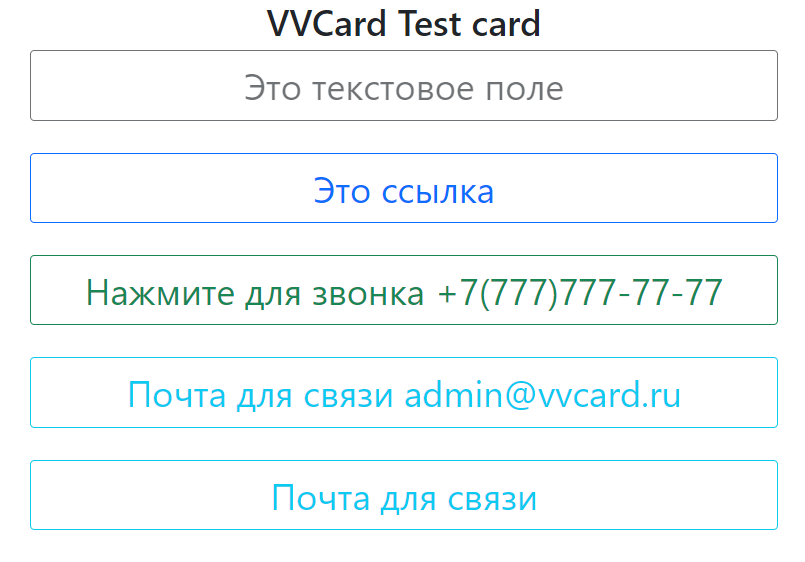 VVCard Test card
Это текстовое поле
Это ссылка
Нажмите для звонка +7(777)777-77-77
Почта для связи admin@vvcard.ru
Почта для связи